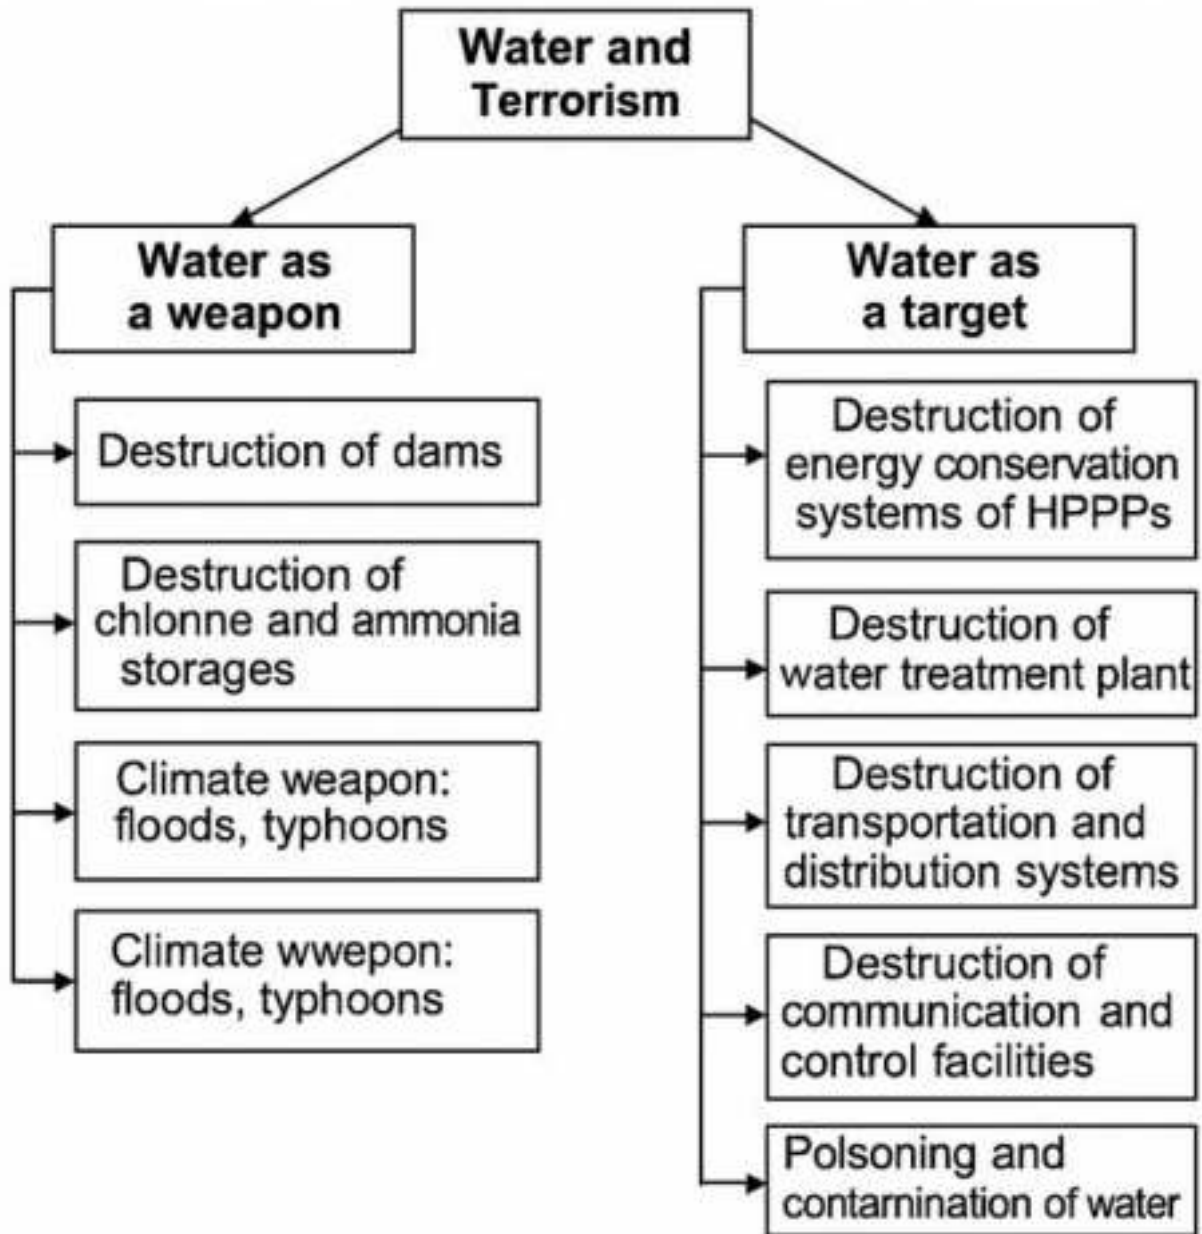 Water and
Terrorism
Water as
a weapon
Destruction of dams
Destruction of
chlonne and ammonia
storages
Climate weapon:
floods, typhoons
Climate wwepon:
floods, typhoons
Water as
a target
Destruction of
energy conservation
systems of HPPPs
Destruction of
water treatment plant
Destruction of
transportation and
distribution systems
Destruction of
communication and
control facilities
Polsoning and
contamination of water